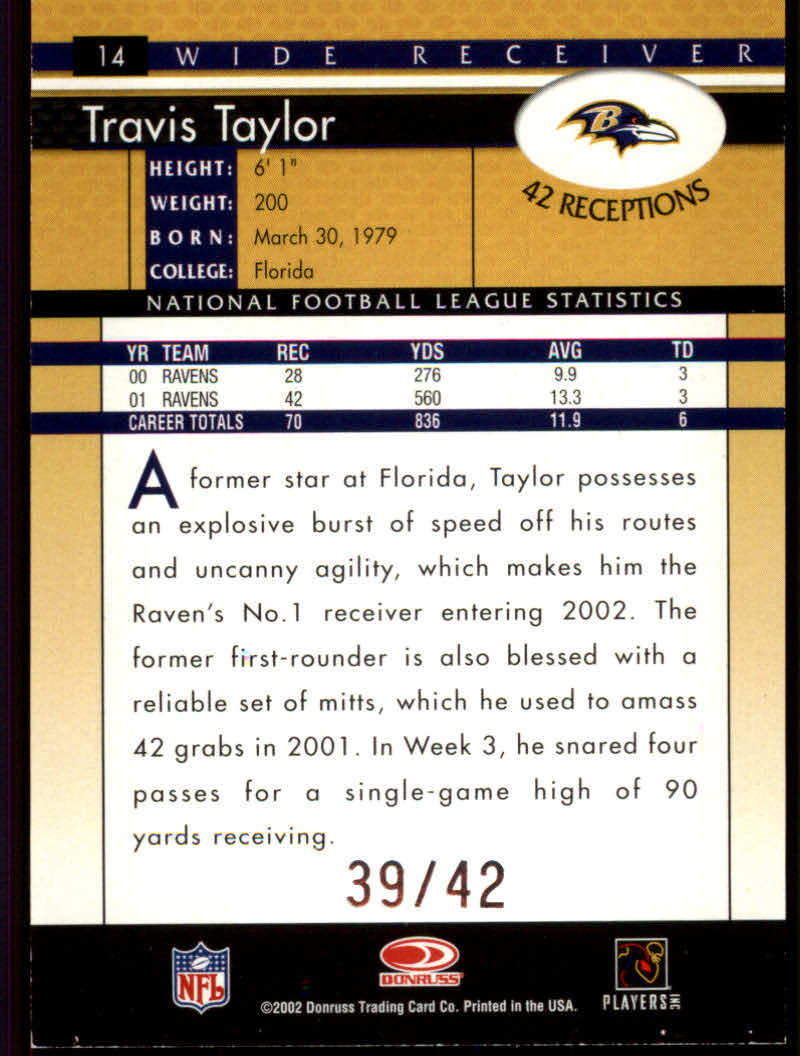 14 WIDE RECEIVER
Travis Taylor
B
42 RECEPTIONS
HEIGHT: 6' 1"
WEIGHT: 200
BORN: March 30, 1979
COLLEGE: Florida
NATIONAL FOOTBALL LEAGUE STATISTICS
YR TEAM REC YDS AVG TD
00 RAVENS 28 276 9.9 3
01 RAVENS 42 560 13.3 3
CAREER TOTALS 70 836 11.9 6
A former star at Florida, Taylor possesses
an explosive burst of speed off his routes
and uncanny agility, which makes him the
Raven's No.1 receiver entering 2002. The
former first-rounder is also blessed with a
reliable set of mitts, which he used to amass
42 grabs in 2001. In Week 3, he snared four
passes for a single-game high of 90
yards receiving.
39/42
NFL
DONRUSS
PLAYERS INC
©2002 Donruss Trading Card Co. Printed in the USA.